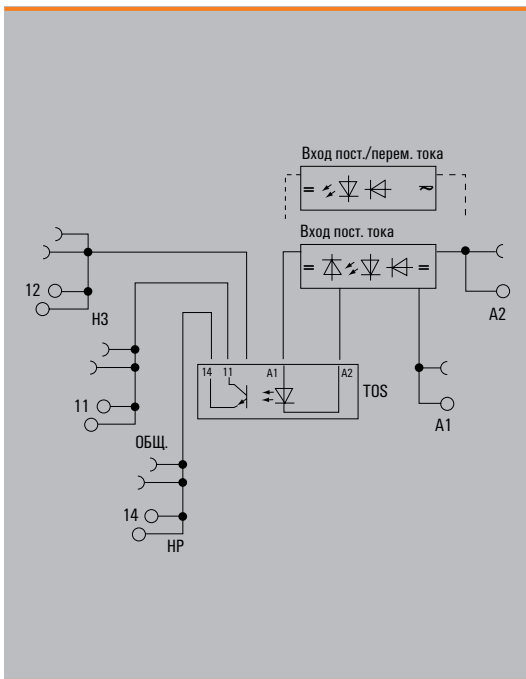 Вход пост./перем. тока
Вход пост. тока
12
НЗ
A2
14 11 A1 A2
TOS
11
A1
ОБЩ.
14
НР